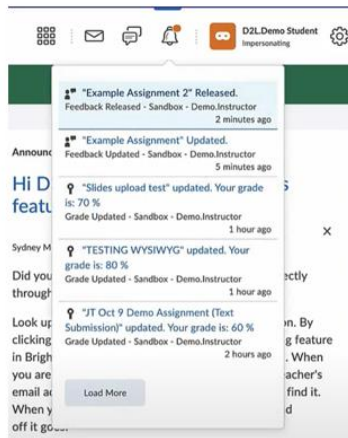 D2L.Demo Student
Impersonating
"Example Assignment 2" Released.
Feedback Released - Sandbox - Demo.Instructor
2 minutes ago
"Example Assignment" Updated.
Feedback Updated - Sandbox - Demo.Instructor
5 minutes ago
"Slides upload test" updated. Your grade
is: 70 %
Grade Updated - Sandbox - Demo.Instructor
1 hour ago
"TESTING WYSIWYG" updated. Your
grade is: 80 %
Grade Updated - Sandbox - Demo.Instructor
1 hour ago
"JT Oct 9 Demo Assignment (Text
Submission)" updated. Your grade is: 60 %
Grade Updated - Sandbox - Demo.Instructor
2 hours ago
Load More
Announc
Hi D s
featu
Sydney M
Did you ectly
through
Look up on. By
clicking g feature
in Brigh . When
you are eacher's
email ac find it.
When y d
off it goe